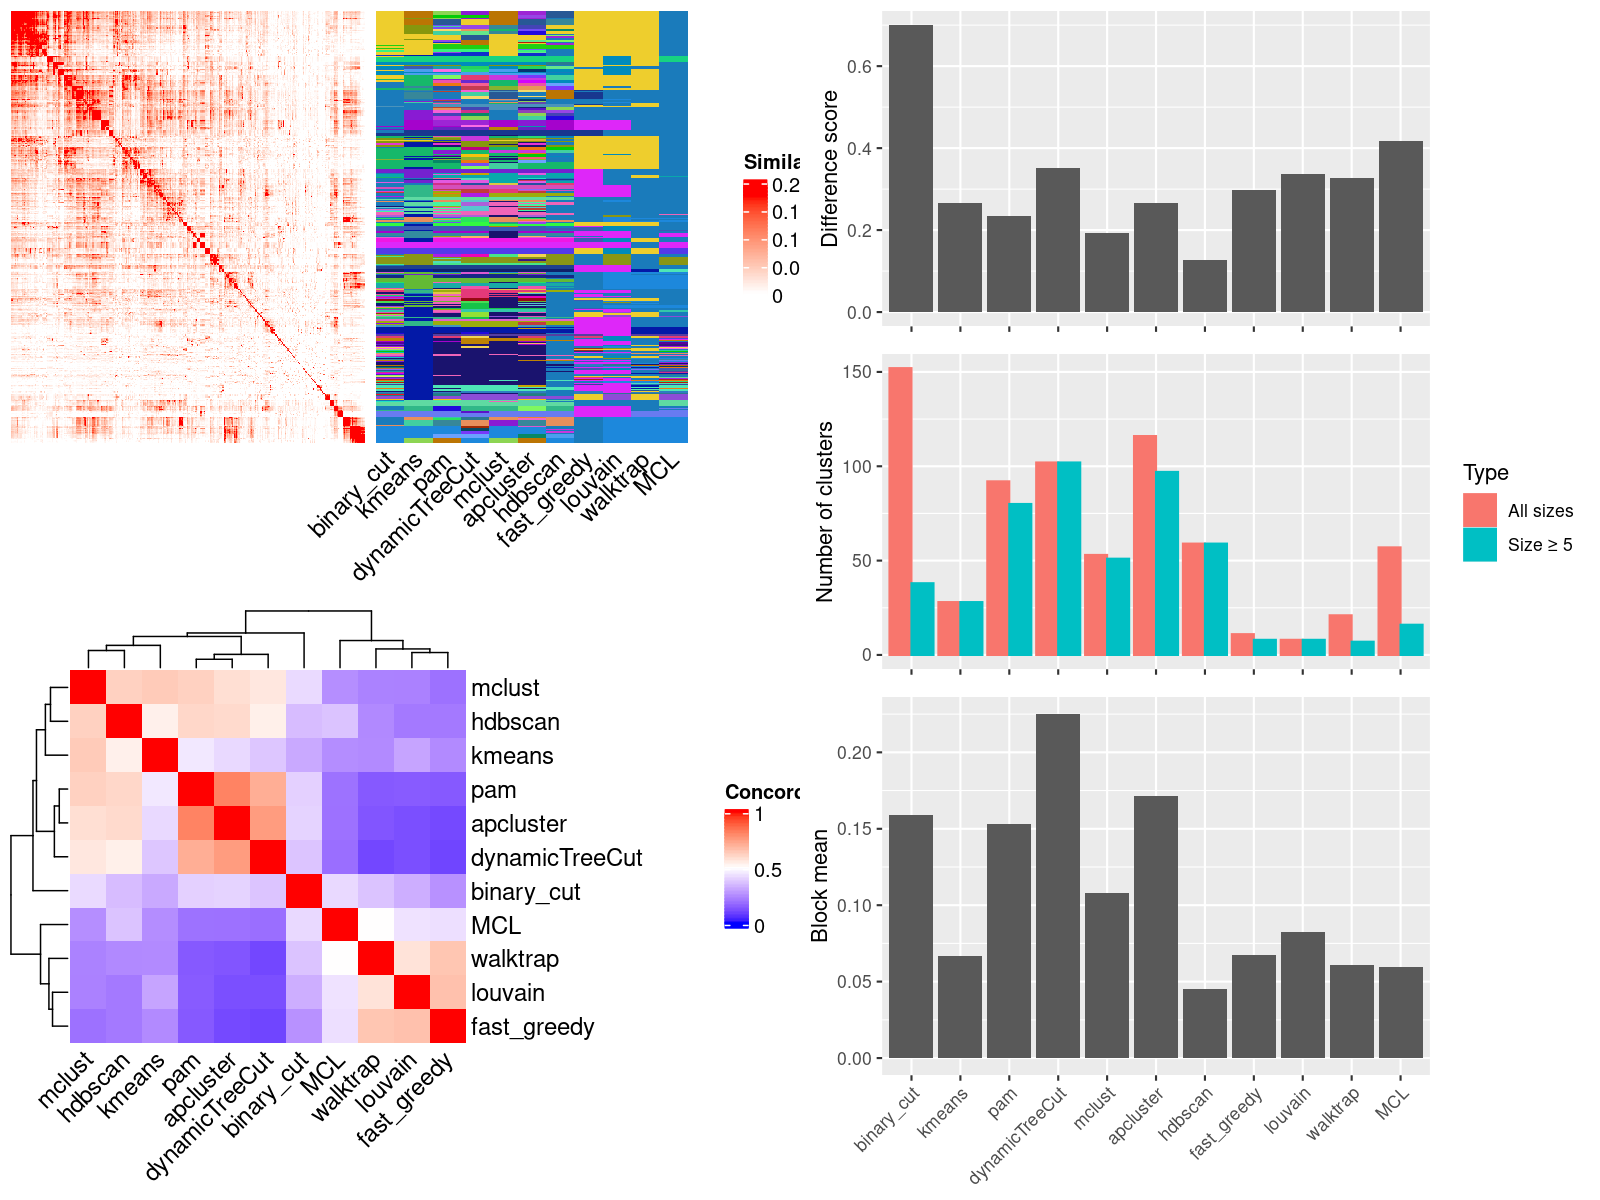 Simila
0.2
0.1
0.1
0.0
0
binary_cut
kmeans
pam
dynamicTreeCut
mclust
apcluster
hdbscan
fast_greedy
louvain
walktrap
MCL
mclust
hdbscan
kmeans
pam
apcluster
dynamicTreeCut
binary_cut
MCL
walktrap
louvain
fast_greedy
mclust
hdbscan
kmeans
pam
apcluster
dynamicTreeCut
binary_cut
MCL
walktrap
louvain
fast_greedy
Concord
1
0.5
0
Difference score
0.6
0.4
0.2
0.0
Number of clusters
150
100
50
0
Type
All sizes
Size ≥ 5
Block mean
0.20
0.15
0.10
0.05
0.00
binary_cut
kmeans
pam
dynamicTreeCut
mclust
apcluster
hdbscan
fast_greedy
louvain
walktrap
MCL